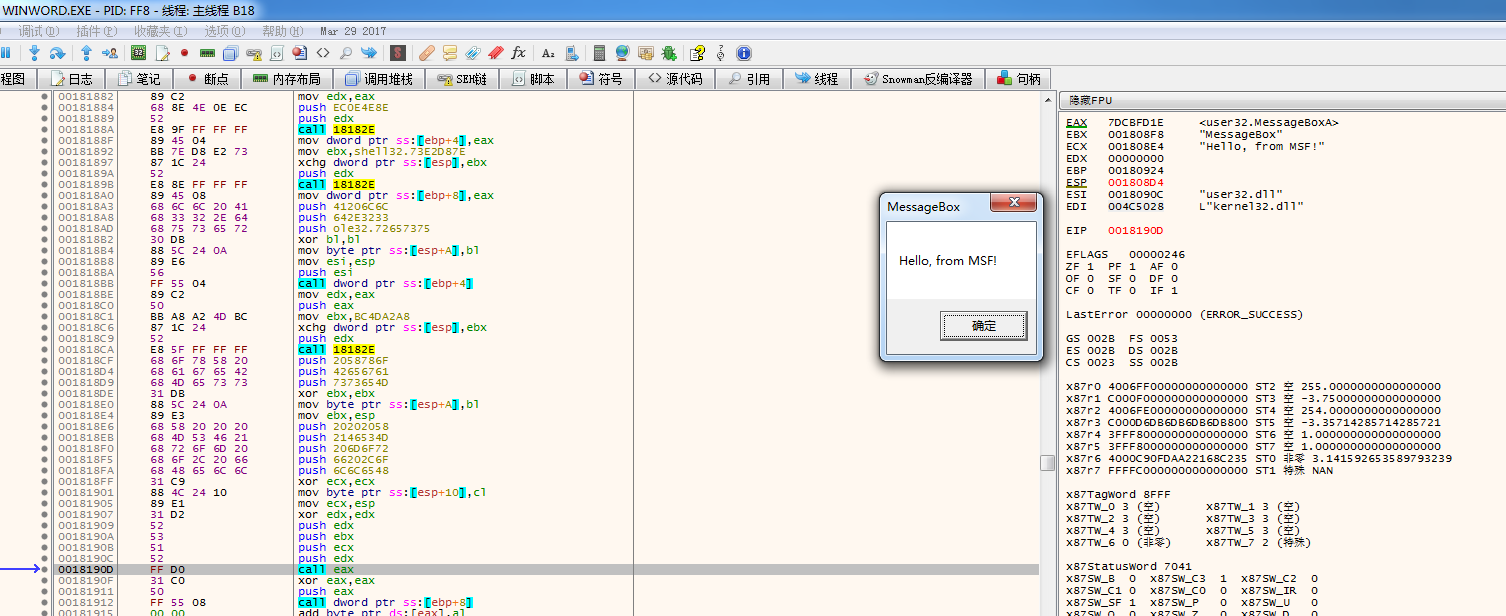 WINWORD.EXE - PID: FF8 - 线程: 主线程 B18
调试(D) 插件(P) 收藏夹(I) 选项(O) 帮助(H) Mar 29 2017
程图 日志 笔记 断点 内存布局 调用堆栈 SEH链 脚本 符号 源代码 引用 线程 Snowman反编译器 句柄
00181882 89 C2 mov edx,eax
00181884 68 8E 4E 0E EC push EC0E4E8E
00181889 52 push edx
0018188A E8 9F FF FF FF call 18182E
0018188F 89 45 04 mov dword ptr ss:[ebp+4],eax
00181892 BB 7E D8 E2 73 mov ebx,shell32.73E2D87E
00181897 87 1C 24 xchg dword ptr ss:[esp],ebx
0018189A 52 push edx
0018189B E8 8E FF FF FF call 18182E
001818A0 89 45 08 mov dword ptr ss:[ebp+8],eax
001818A3 68 6C 6C 20 41 push 41206C6C
001818A8 68 33 32 2E 64 push 642E3233
001818AD 68 75 73 65 72 push ole32.72657375
001818B2 30 DB xor bl,bl
001818B4 88 5C 24 0A mov byte ptr ss:[esp+A],bl
001818B8 89 E6 mov esi,esp
001818BA 56 push esi
001818BB FF 55 04 call dword ptr ss:[ebp+4]
001818BE 89 C2 mov edx,eax
001818C0 50 push eax
001818C1 BB A8 A2 4D BC mov ebx,BC4DA2A8
001818C6 87 1C 24 xchg dword ptr ss:[esp],ebx
001818C9 52 push edx
001818CA E8 5F FF FF FF call 18182E
001818CF 68 6F 78 58 20 push 2058786F
001818D4 68 61 67 65 42 push 42656761
001818D9 68 4D 65 73 73 push 7373654D
001818DE 31 DB xor ebx,ebx
001818E0 88 5C 24 0A mov byte ptr ss:[esp+A],bl
001818E4 89 E3 mov ebx,esp
001818E6 68 58 20 20 20 push 20202058
001818EB 68 4D 53 46 21 push 2146534D
001818F0 68 72 6F 6D 20 push 206D6F72
001818F5 68 6F 2C 20 66 push 66202C6F
001818FA 68 48 65 6C 6C push 6C6C6548
001818FF 31 C9 xor ecx,ecx
00181901 88 4C 24 10 mov byte ptr ss:[esp+10],cl
00181905 89 E1 mov ecx,esp
00181907 31 D2 xor edx,edx
00181909 52 push edx
0018190A 53 push ebx
0018190B 51 push ecx
0018190C 52 push edx
0018190D FF D0 call eax
0018190F 31 C0 xor eax,eax
00181911 50 push eax
00181912 FF 55 08 call dword ptr ss:[ebp+8]
00181915 00 00 add byte ptr ds:[eax],al
MessageBox
Hello, from MSF!
确定
隐藏FPU
EAX 7DCBFD1E <user32.MessageBoxA>
EBX 001808F8 "MessageBox"
ECX 001808E4 "Hello, from MSF!"
EDX 00000000
EBP 00180924
ESP 001808D4
ESI 0018090C "user32.dll"
EDI 004C5028 L"kernel32.dll"
EIP 0018190D
EFLAGS 00000246
ZF 1 PF 1 AF 0
OF 0 SF 0 DF 0
CF 0 TF 0 IF 1
LastError 00000000 (ERROR_SUCCESS)
GS 002B FS 0053
ES 002B DS 002B
CS 0023 SS 002B
x87r0 4006FF00000000000000 ST2 空 255.0000000000000000
x87r1 C000F000000000000000 ST3 空 -3.750000000000000000
x87r2 4006FE00000000000000 ST4 空 254.0000000000000000
x87r3 C000D6DB6DB6DB6DB800 ST5 空 -3.35714285714285721
x87r4 3FFF8000000000000000 ST6 空 1.000000000000000000
x87r5 3FFF8000000000000000 ST7 空 1.000000000000000000
x87r6 4000C90FDAA22168C235 ST0 非零 3.141592653589793239
x87r7 FFFFC000000000000000 ST1 特殊 NAN
x87TagWord 8FFF
x87TW_0 3 (空) x87TW_1 3 (空)
x87TW_2 3 (空) x87TW_3 3 (空)
x87TW_4 3 (空) x87TW_5 3 (空)
x87TW_6 0 (非零) x87TW_7 2 (特殊)
x87StatusWord 7041
x87SW_B 0 x87SW_C3 1 x87SW_C2 0
x87SW_C1 0 x87SW_C0 0 x87SW_IR 0
x87SW_SF 1 x87SW_P 0 x87SW_U 0
x87SW_O 0 x87SW_Z 0 x87SW_D 0